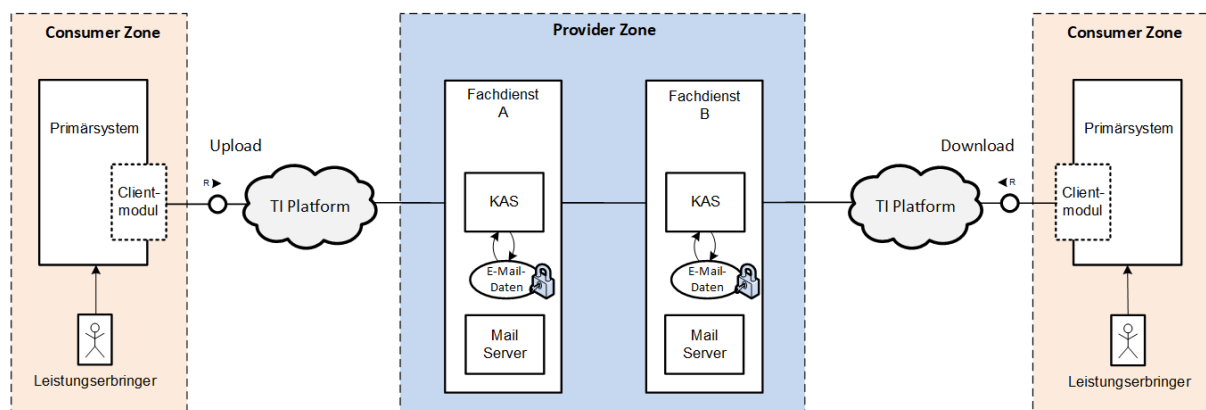 Consumer Zone
Primärsystem
Client-
modul
Leistungserbringer
Upload
R
TI Platform
Provider Zone
Fachdienst
A
KAS
E-Mail-
Daten
Mail
Server
Fachdienst
B
KAS
E-Mail-
Daten
Mail
Server
Download
R
TI Platform
Consumer Zone
Primärsystem
Client-
modul
Leistungserbringer